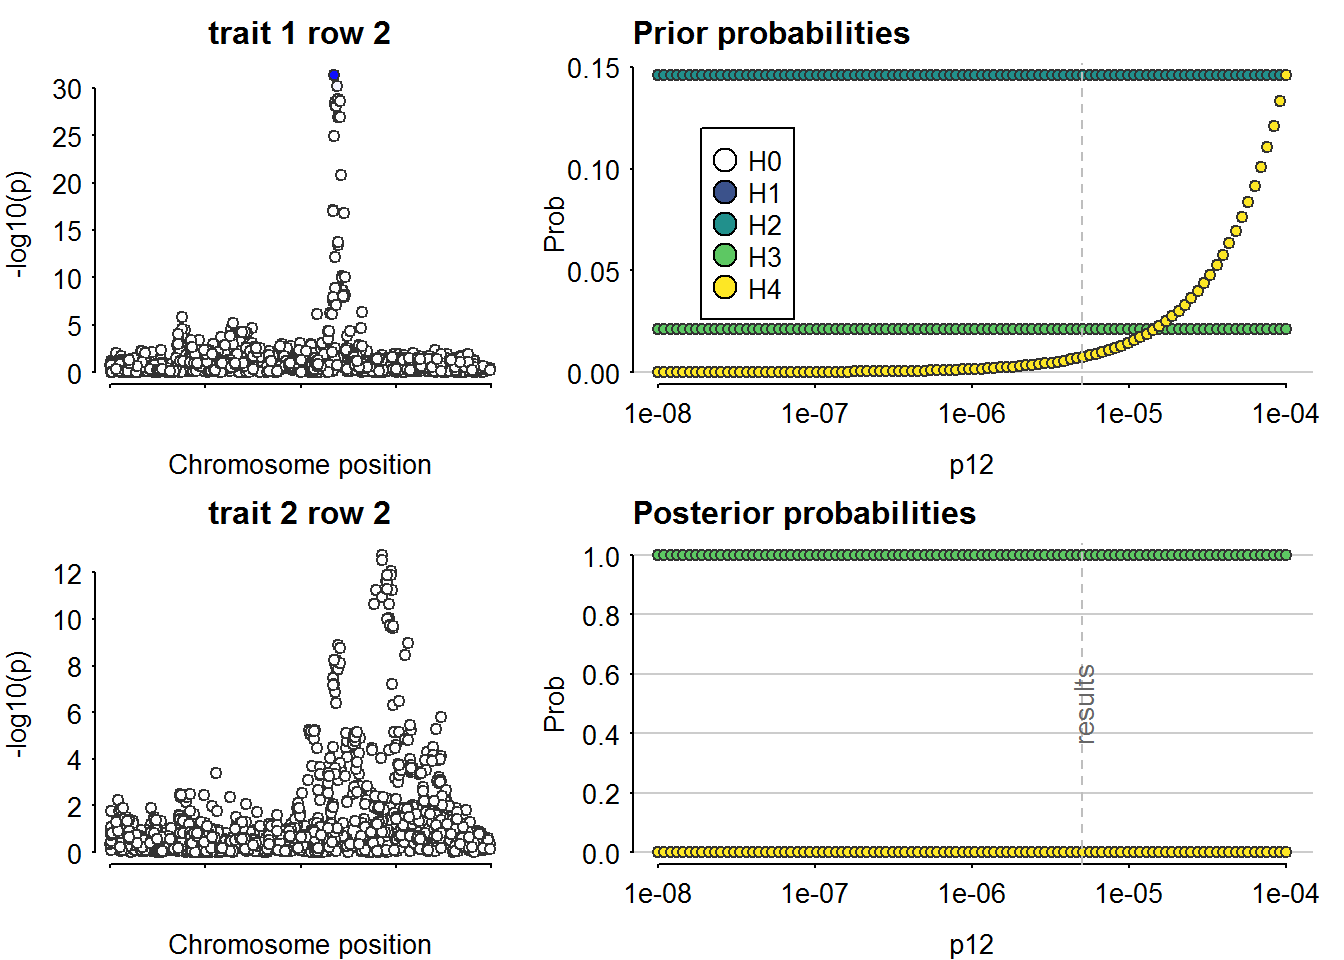 trait 1 row 2
-log10(p)
30
25
20
15
10
5
0
Chromosome position
Prior probabilities
Prob
0.15
0.10
0.05
0.00
H0
H1
H2
H3
H4
1e-08 1e-07 1e-06 1e-05 1e-04
p12
trait 2 row 2
-log10(p)
12
10
8
6
4
2
0
Chromosome position
Posterior probabilities
Prob
1.0
0.8
0.6
0.4
0.2
0.0
results
1e-08 1e-07 1e-06 1e-05 1e-04
p12